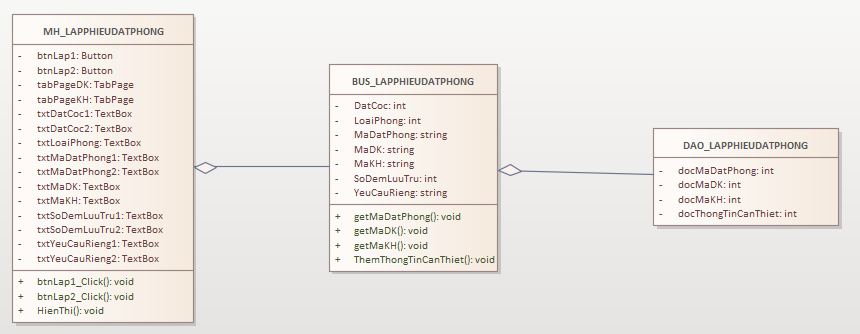 MH_LAPPHIEUDATPHONG
- btnLap1: Button
- btnLap2: Button
- tabPageDK: TabPage
- tabPageKH: TabPage
- txtDatCoc1: TextBox
- txtDatCoc2: TextBox
- txtLoaiPhong: TextBox
- txtMaDatPhong1: TextBox
- txtMaDatPhong2: TextBox
- txtMaDK: TextBox
- txtMaKH: TextBox
- txtSoDemLuuTru1: TextBox
- txtSoDemLuuTru2: TextBox
- txtYeuCauRieng1: TextBox
- txtYeuCauRieng2: TextBox
+ btnLap1_Click(): void
+ btnLap2_Click(): void
+ HienThi(): void
BUS_LAPPHIEUDATPHONG
- DatCoc: int
- LoaiPhong: int
- MaDatPhong: string
- MaDK: string
- MaKH: string
- SoDemLuuTru: int
- YeuCauRieng: string
+ getMaDatPhong(): void
+ getMaDK(): void
+ getMaKH(): void
+ ThemThongTinCanThiet(): void
DAO_LAPPHIEUDATPHONG
- docMaDatPhong: int
- docMaDK: int
- docMaKH: int
- docThongTinCanThiet: int